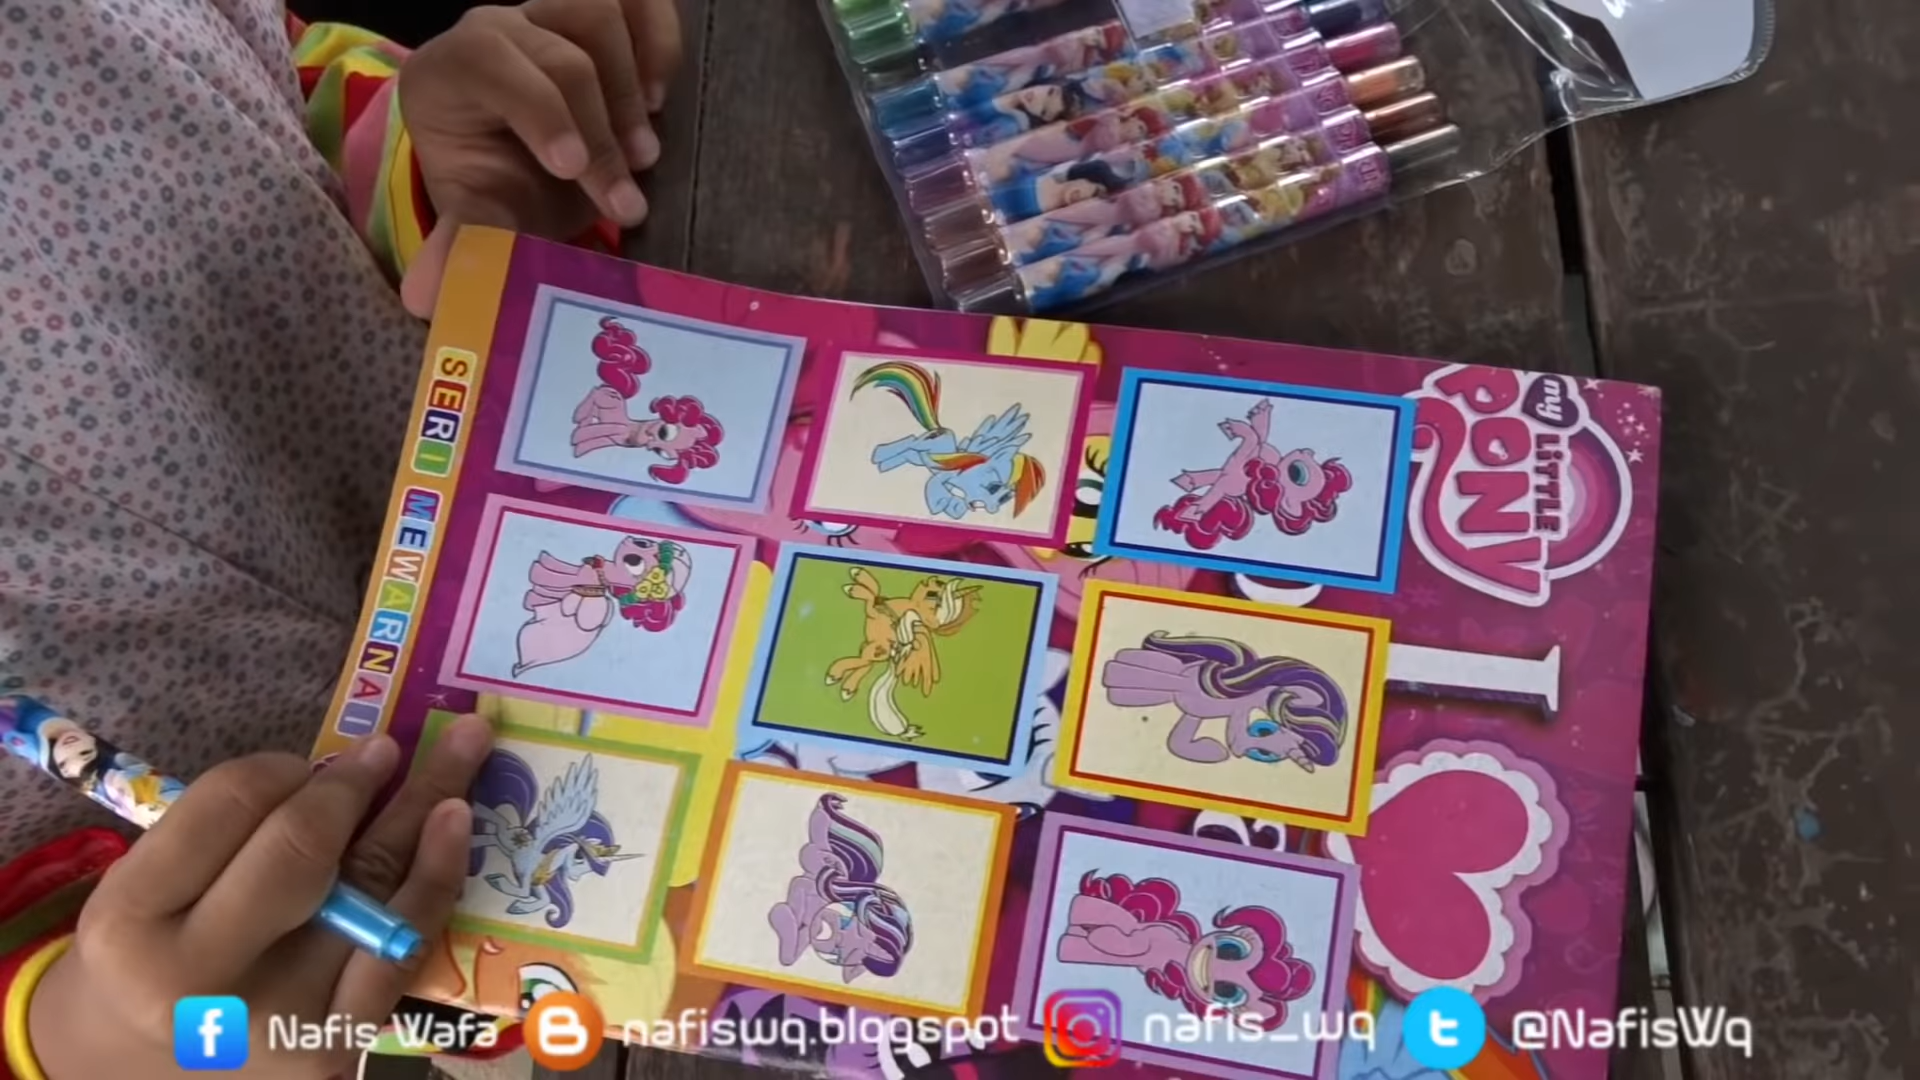 my
LITTLE
PONY
I
SERI MEWARNAI
Nafis Wafa
nafiswq.blogspot
nafis_wq
@NafisWq